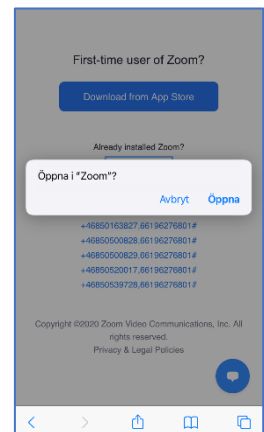 First-time user of Zoom?
Download from App Store
Already installed Zoom?
Öppna i "Zoom"?
Avbryt Öppna
+46850163827,66196276801#
+46850500828,66196276801#
+46850500829,66196276801#
+46850520017,66196276801#
+46850539728,66196276801#
Copyright ©2020 Zoom Video Communications, Inc. All
rights reserved.
Privacy & Legal Policies